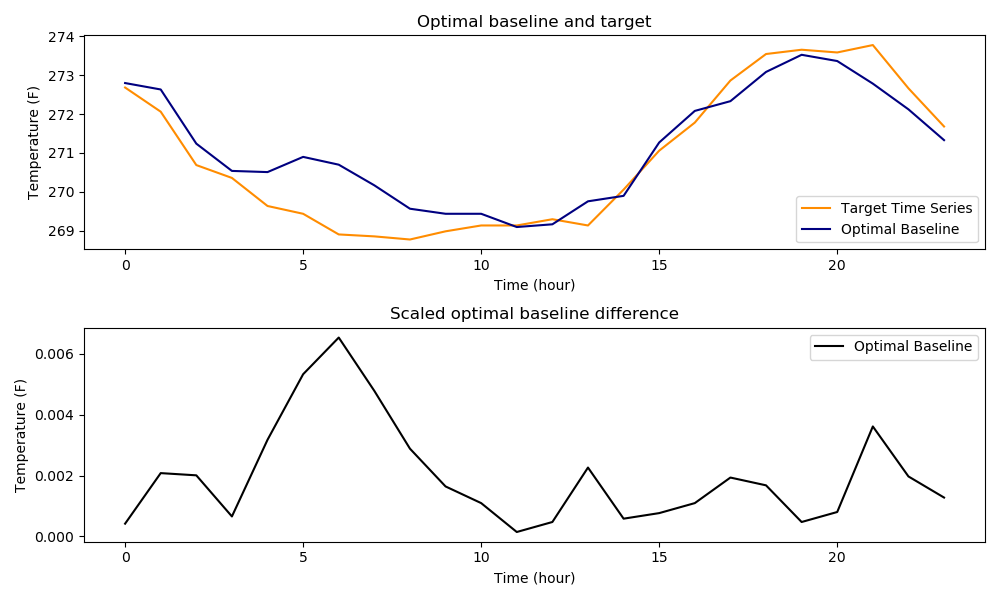 Optimal baseline and target
Temperature (F)
274
273
272
271
270
269
0 5 10 15 20
Time (hour)
Target Time Series
Optimal Baseline
Scaled optimal baseline difference
Temperature (F)
0.006
0.004
0.002
0.000
0 5 10 15 20
Time (hour)
Optimal Baseline